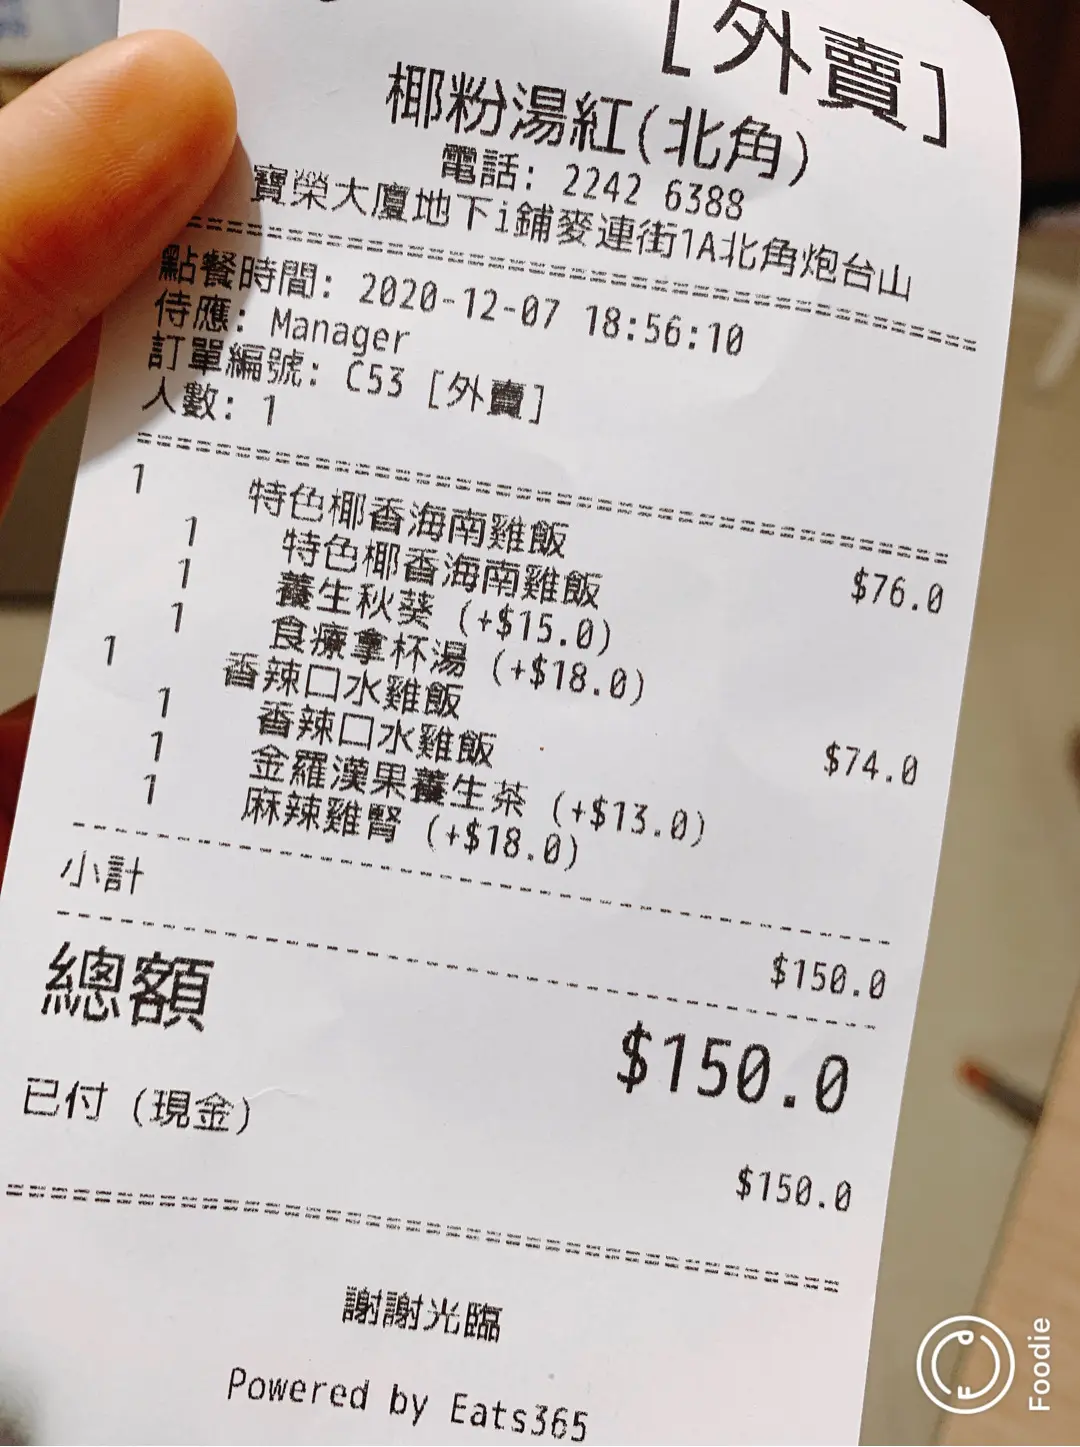 [外賣]
椰粉湯紅(北角)
電話: 2242 6388
寶榮大廈地下i鋪麥連街1A北角炮台山
點餐時間: 2020-12-07 18:56:10
侍應: Manager
訂單編號: C53 [外賣]
人數: 1
1 特色椰香海南雞飯 $76.0
1 特色椰香海南雞飯
1 養生秋葵 (+$15.0)
1 食療拿杯湯 (+$18.0)
1 香辣口水雞飯 $74.0
1 香辣口水雞飯
1 金羅漢果養生茶 (+$13.0)
1 麻辣雞腎 (+$18.0)
小計 $150.0
總額 $150.0
已付 (現金) $150.0
謝謝光臨
Powered by Eats365
Foodie